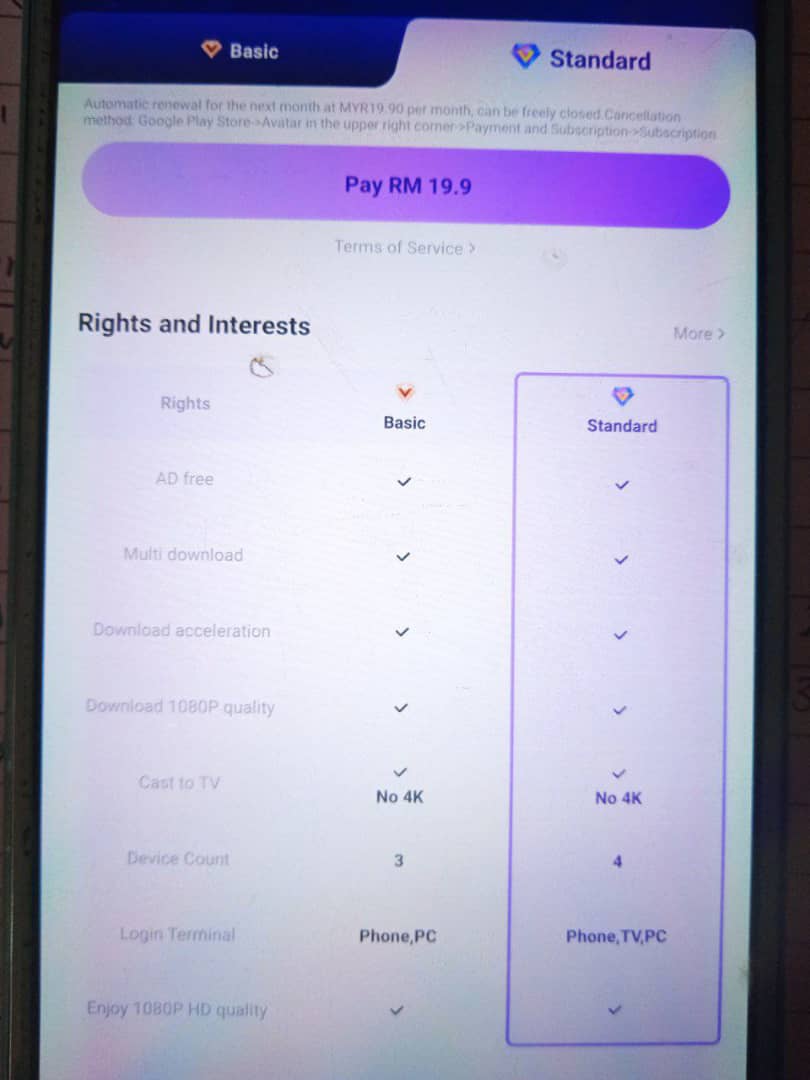 Basic
Standard
Automatic renewal for the next month at MYR19.90 per month, can be freely closed.Cancellation
method: Google Play Store->Avatar in the upper right corner->Payment and Subscription->Subscription
Pay RM 19.9
Terms of Service >
Rights and Interests
More >
Rights
Basic
Standard
AD free
Multi download
Download acceleration
Download 1080P quality
Cast to TV
No 4K
No 4K
Device Count
3
4
Login Terminal
Phone,PC
Phone,TV,PC
Enjoy 1080P HD quality